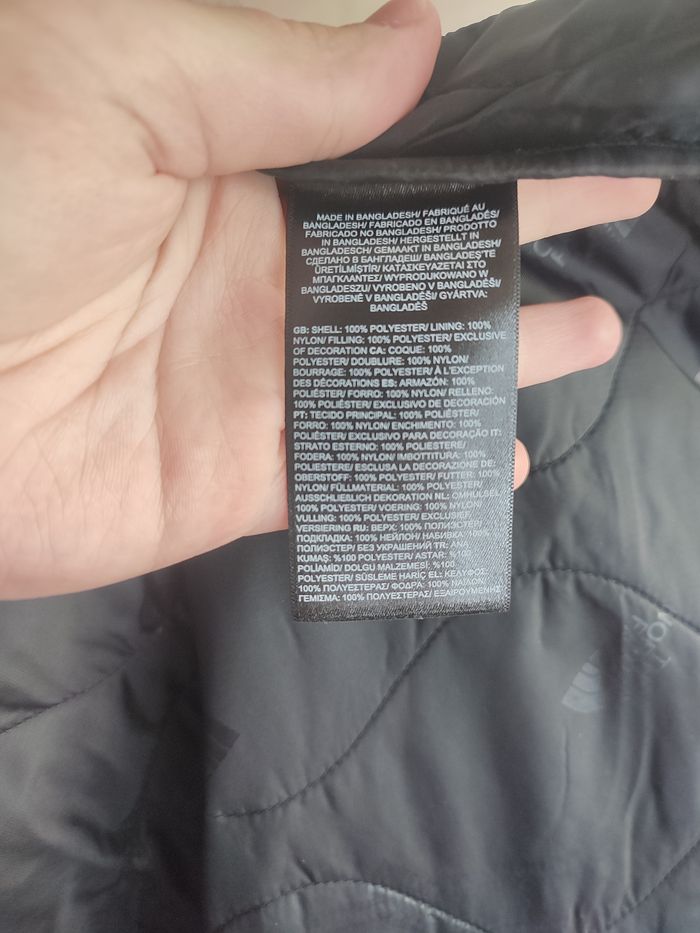 MADE IN BANGLADESH/ FABRIQUÉ AU
BANGLADESH/ FABRICADO EN BANGLADÉS/
FABRICADO NO BANGLADESH/ PRODOTTO
IN BANGLADESH/ HERGESTELLT IN
BANGLADESCH/ GEMAAKT IN BANGLADESH/
СДЕЛАНО В БАНГЛАДЕШ/ BANGLADEŞ'TE
ÜRETİLMİŞTİR/ ΚΑΤΑΣΚΕΥΑΖΕΤΑΙ ΣΤΟ
ΜΠΑΓΚΛΑΝΤΕΣ/ WYPRODUKOWANO W
BANGLADESZU/ VYROBENO V BANGLADÉŠI/
VYROBENÉ V BANGLADÉŠI/ GYÁRTVA:
BANGLADÉŠ
GB: SHELL: 100% POLYESTER/ LINING: 100%
NYLON/ FILLING: 100% POLYESTER/ EXCLUSIVE
OF DECORATION CA: COQUE: 100%
POLYESTER/ DOUBLURE: 100% NYLON/
BOURRAGE: 100% POLYESTER/ À L'EXCEPTION
DES DÉCORATIONS ES: ARMAZÓN: 100%
POLIÉSTER/ FORRO: 100% NYLON/ RELLENO:
100% POLIÉSTER/ EXCLUSIVO DE DECORACIÓN
PT: TECIDO PRINCIPAL: 100% POLIÉSTER/
FORRO: 100% NYLON/ ENCHIMENTO: 100%
POLIÉSTER/ EXCLUSIVO PARA DECORAÇÃO IT:
STRATO ESTERNO: 100% POLIESTERE/
FODERA: 100% NYLON/ IMBOTTITURA: 100%
POLIESTERE/ ESCLUSA LA DECORAZIONE DE:
OBERSTOFF: 100% POLYESTER/ FUTTER: 100%
NYLON/ FÜLLMATERIAL: 100% POLYESTER/
AUSSCHLIEßLICH DEKORATION NL: OMHULSEL:
100% POLYESTER/ VOERING: 100% NYLON/
VULLING: 100% POLYESTER/ EXCLUSIEF
VERSIERING RU: ВЕРХ: 100% ПОЛИЭСТЕР/
ПОДКЛАДКА: 100% НЕЙЛОН/ НАБИВКА: 100%
ПОЛИЭСТЕР/ БЕЗ УКРАШЕНИЙ TR: ANA
KUMAŞ: %100 POLYESTER/ ASTAR: %100
POLİAMİD/ DOLGU MALZEMESİ: %100
POLYESTER/ SÜSLEME HARİÇ EL: ΚΕΛΥΦΟΣ:
100% ΠΟΛΥΕΣΤΕΡΑΣ/ ΦΟΔΡΑ: 100% ΝΑΙΛΟΝ/
ΓΕΜΙΣΜΑ: 100% ΠΟΛΥΕΣΤΕΡΑΣ/ ΕΞΑΙΡΟΥΜΕΝΗΣ